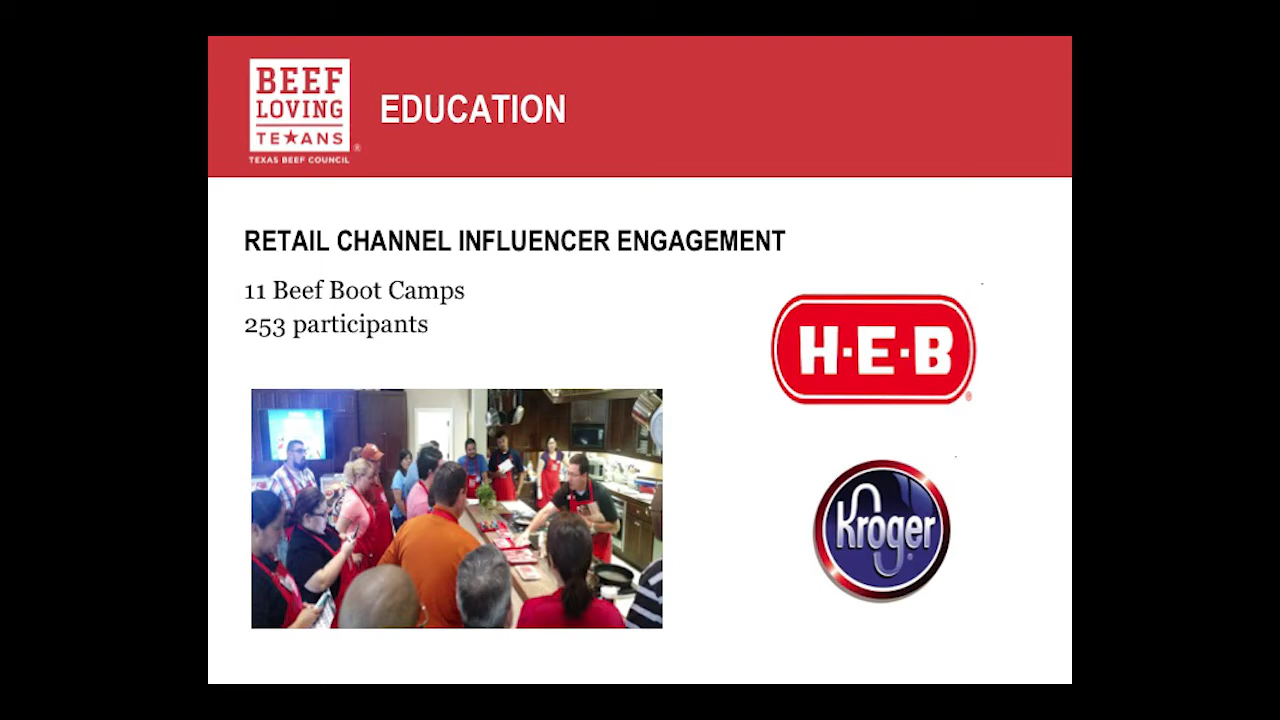 BEEF
LOVING
TEXANS
®
TEXAS BEEF COUNCIL
EDUCATION
RETAIL CHANNEL INFLUENCER ENGAGEMENT
11 Beef Boot Camps
253 participants
H·E·B
®
Kroger